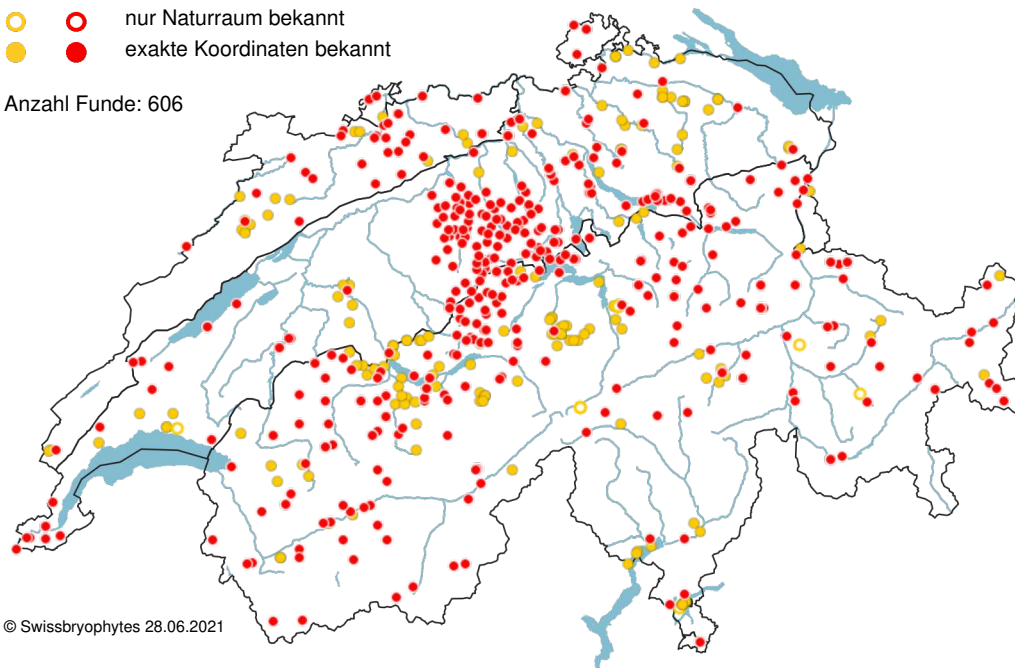 nur Naturraum bekannt
exakte Koordinaten bekannt
Anzahl Funde: 606
© Swissbryophytes 28.06.2021